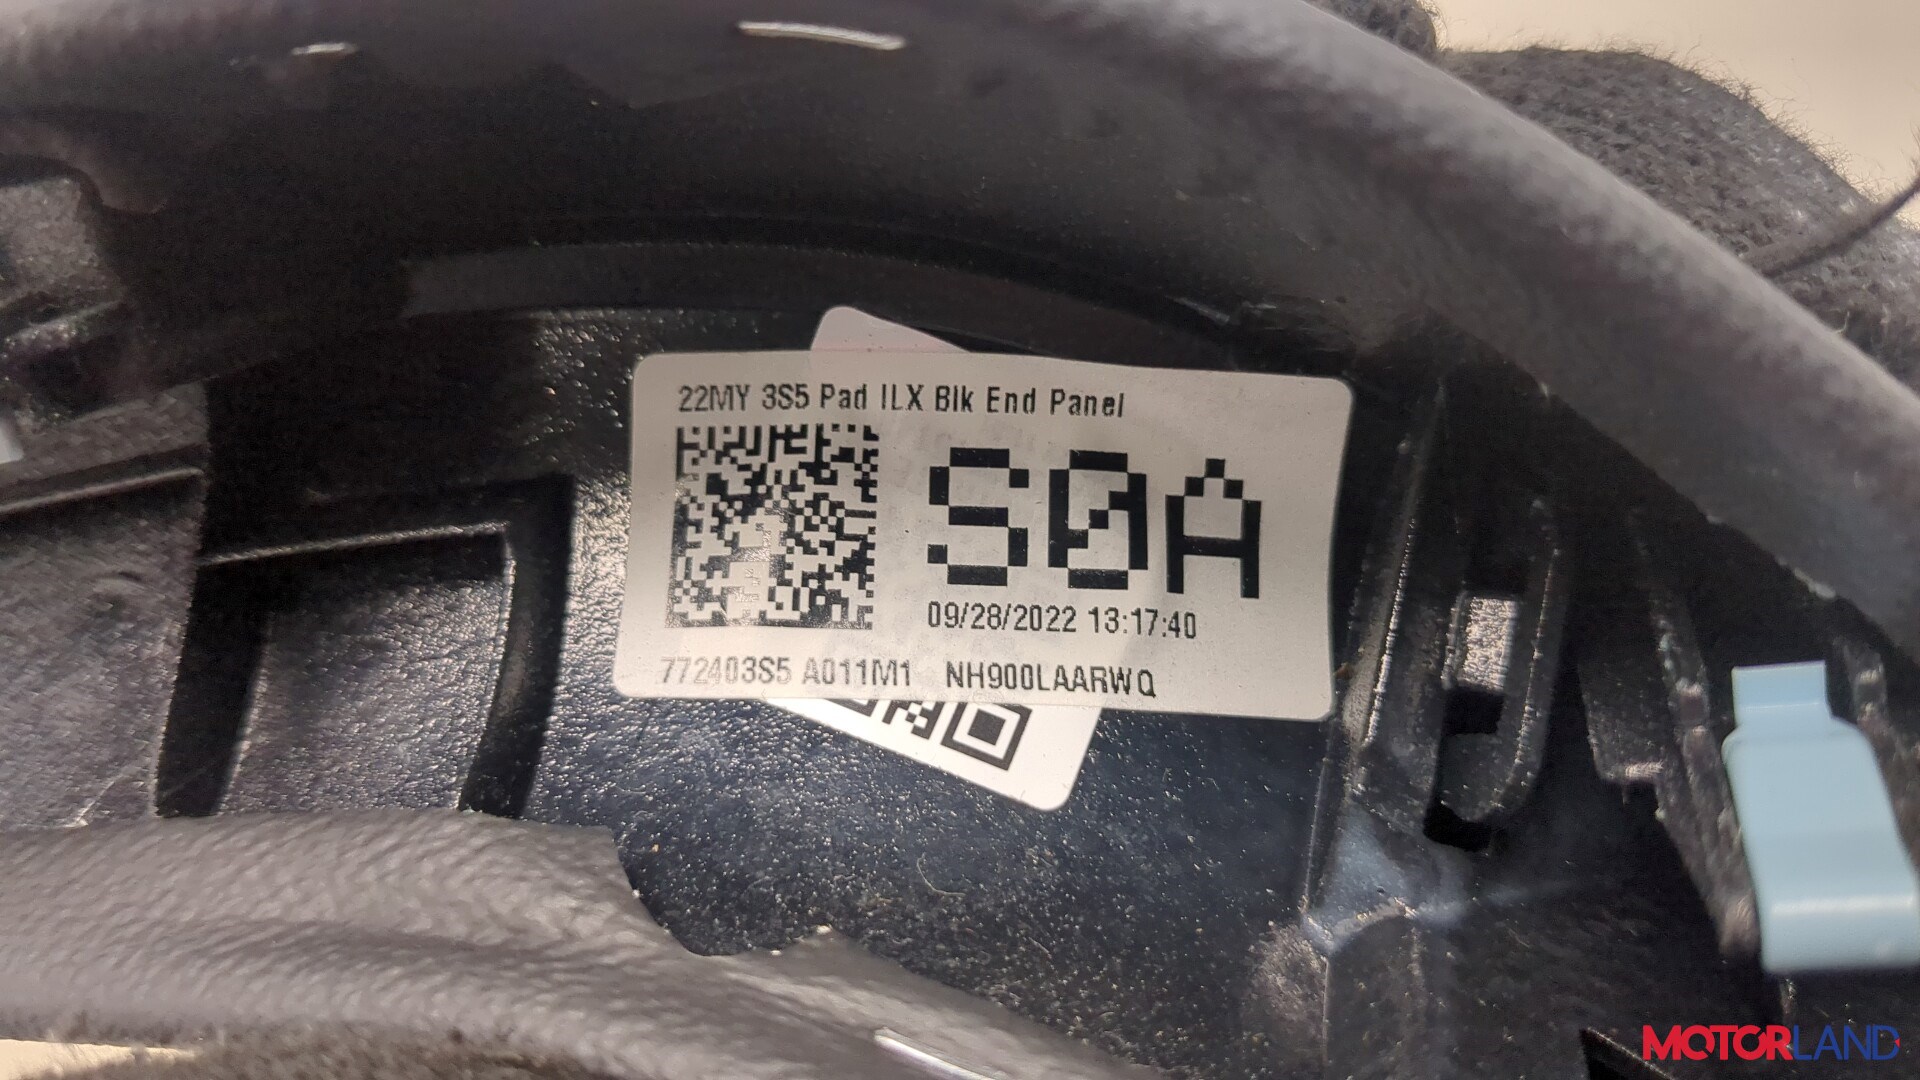 22MY 3S5 Pad ILX Blk End Panel
S0A
09/28/2022 13:17:40
772403S5 A011M1 NH900LAARWQ
MOTORLAND